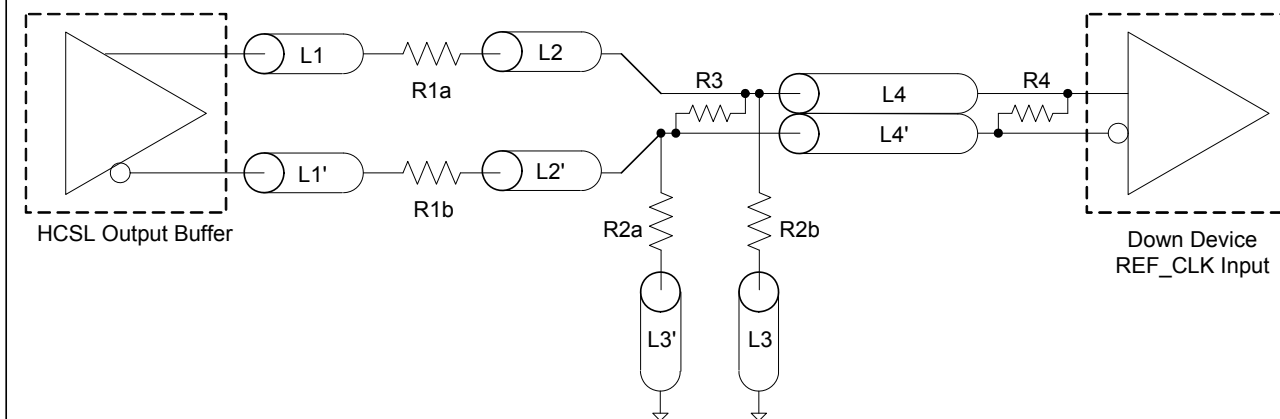 L1
R1a
L2
R3
L4
R4
L1'
R1b
L2'
L4'
HCSL Output Buffer
R2a
R2b
Down Device
REF_CLK Input
L3'
L3